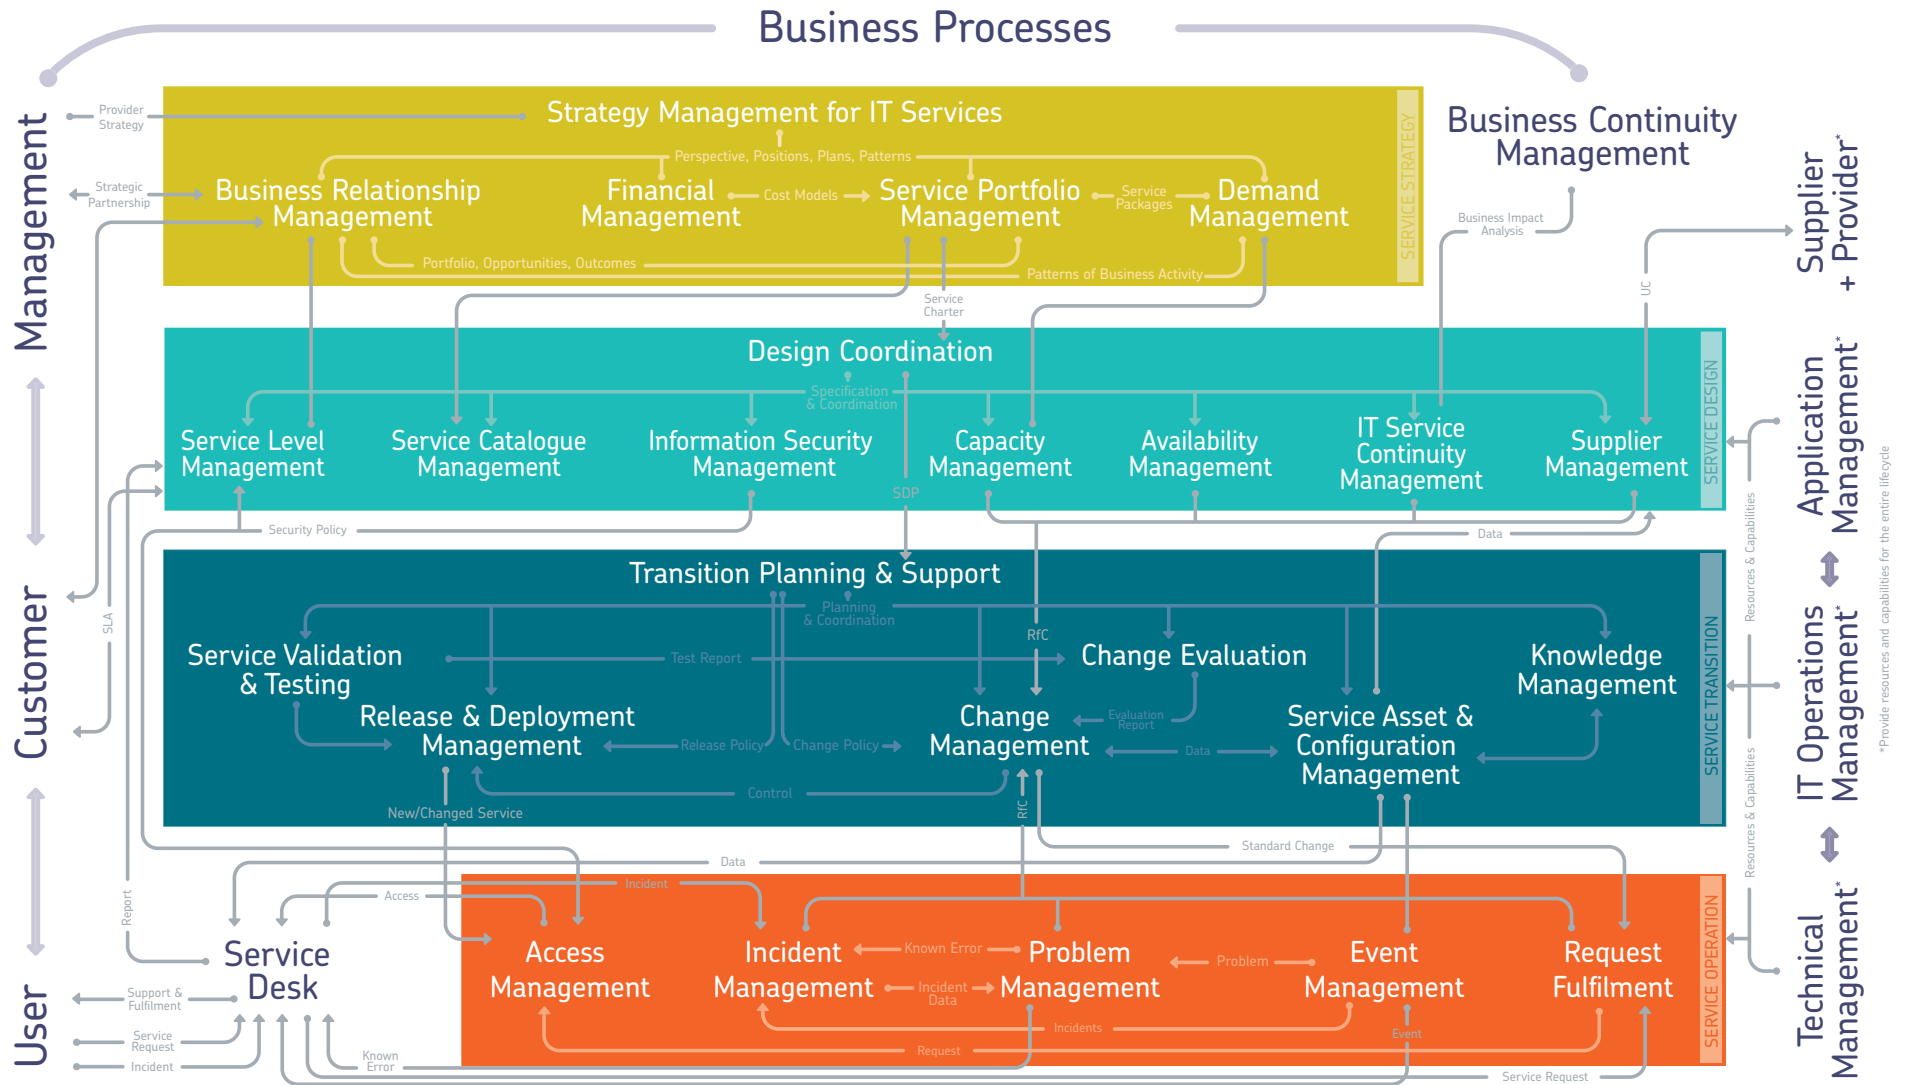 Business Processes
Management
Customer
User
Provider
Strategy
Strategic
Partnership
Strategy Management for IT Services
Perspective, Positions, Plans, Patterns
Business Relationship
Management
Financial
Management
Cost Models
Service Portfolio
Management
Service
Packages
Demand
Management
Portfolio, Opportunities, Outcomes
Patterns of Business Activity
SERVICE STRATEGY
Business Continuity
Management
Business Impact
Analysis
UC
Supplier
+ Provider*
Service
Charter
Design Coordination
Specification
& Coordination
Service Level
Management
Service Catalogue
Management
Information Security
Management
Capacity
Management
Availability
Management
IT Service
Continuity
Management
Supplier
Management
SERVICE DESIGN
SDP
Security Policy
Data
SLA
Application
Management*
Resources & Capabilities
*Provide resources and capabilities for the entire lifecycle
Transition Planning & Support
Planning
& Coordination
RfC
Service Validation
& Testing
Test Report
Change Evaluation
Knowledge
Management
Release & Deployment
Management
Release Policy
Change Policy
Change
Management
Evaluation
Report
Data
Service Asset &
Configuration
Management
Control
New/Changed Service
RfC
SERVICE TRANSITION
IT Operations
Management*
Resources & Capabilities
Standard Change
Data
Incident
Access
Report
Service
Desk
Access
Management
Incident
Management
Known Error
Incident
Data
Problem
Management
Problem
Event
Management
Request
Fulfilment
Incidents
Event
Request
SERVICE OPERATION
Technical
Management*
Support &
Fulfilment
Service
Request
Incident
Known
Error
Service Request